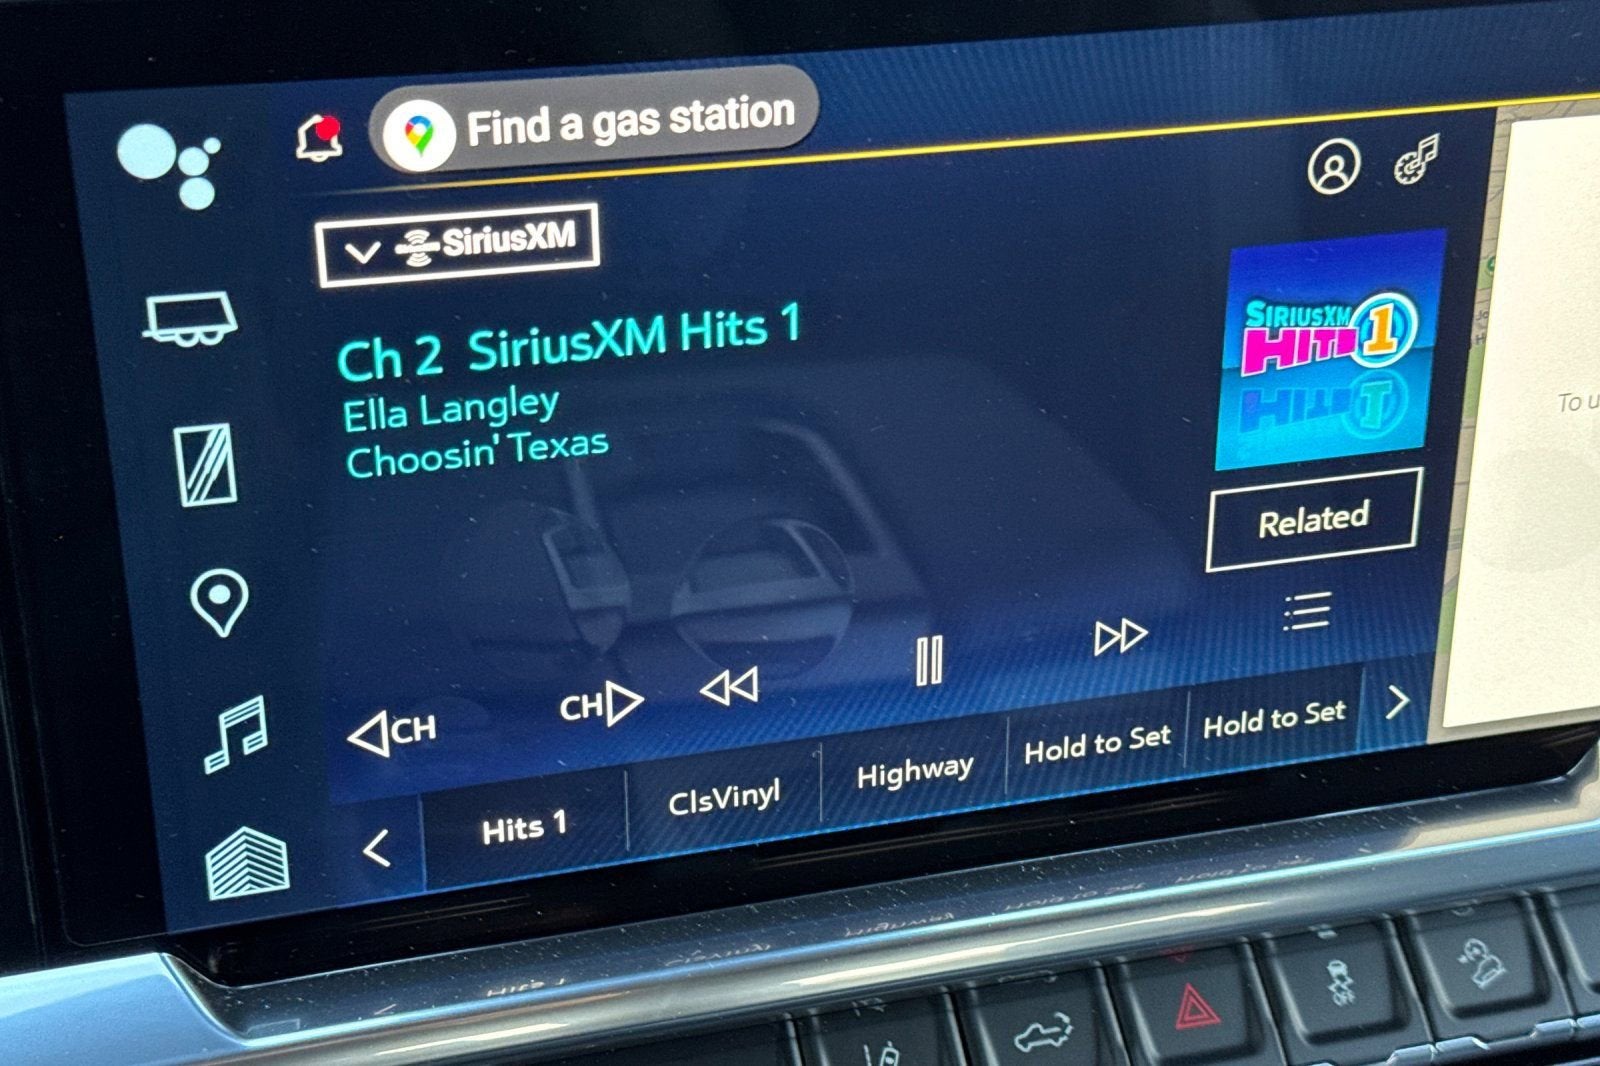 Find a gas station
SiriusXM
Ch 2 SiriusXM Hits 1
Ella Langley
Choosin' Texas
SIRIUSXM
HITS 1
Related
To u
CH
CH
Hits 1
ClsVinyl
Highway
Hold to Set
Hold to Set